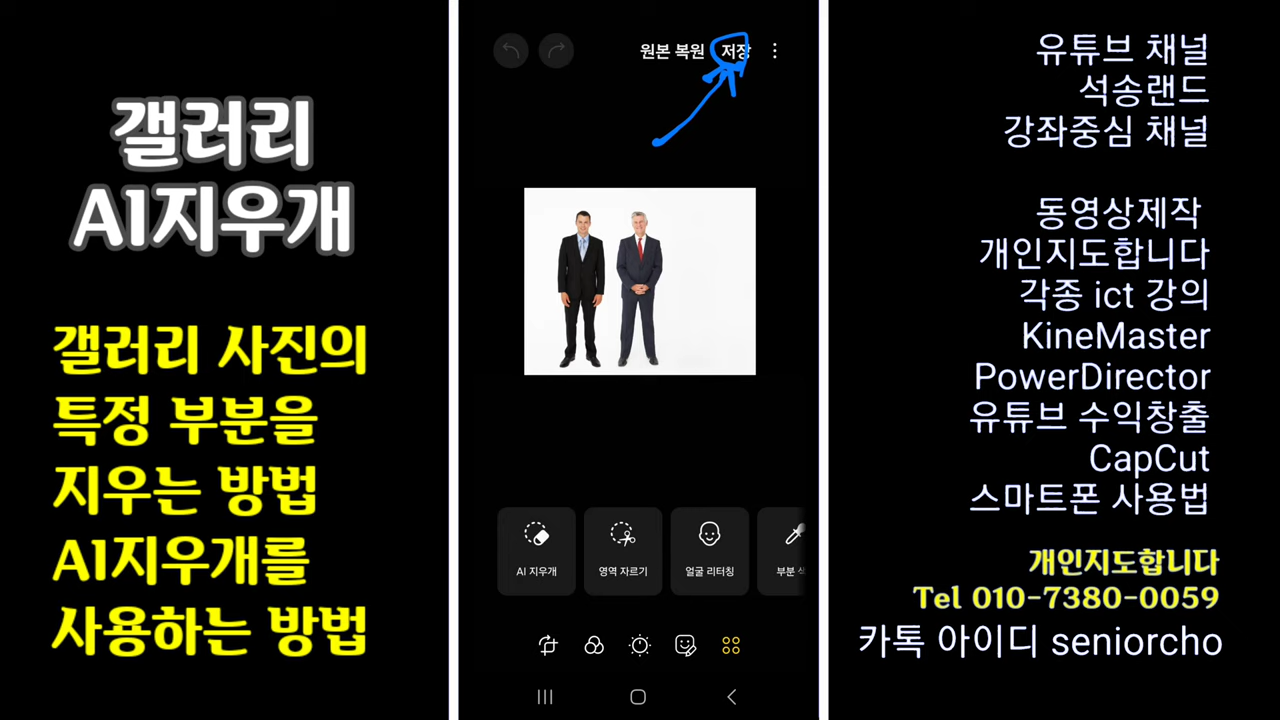 갤러리
AI지우개
갤러리 사진의
특정 부분을
지우는 방법
AI지우개를
사용하는 방법
원본 복원 저장
AI 지우개
영역 자르기
얼굴 리터칭
부분
유튜브 채널
석송랜드
강좌중심 채널
동영상제작
개인지도합니다
각종 ict 강의
KineMaster
PowerDirector
유튜브 수익창출
CapCut
스마트폰 사용법
개인지도합니다
Tel 010-7380-0059
카톡 아이디 seniorcho